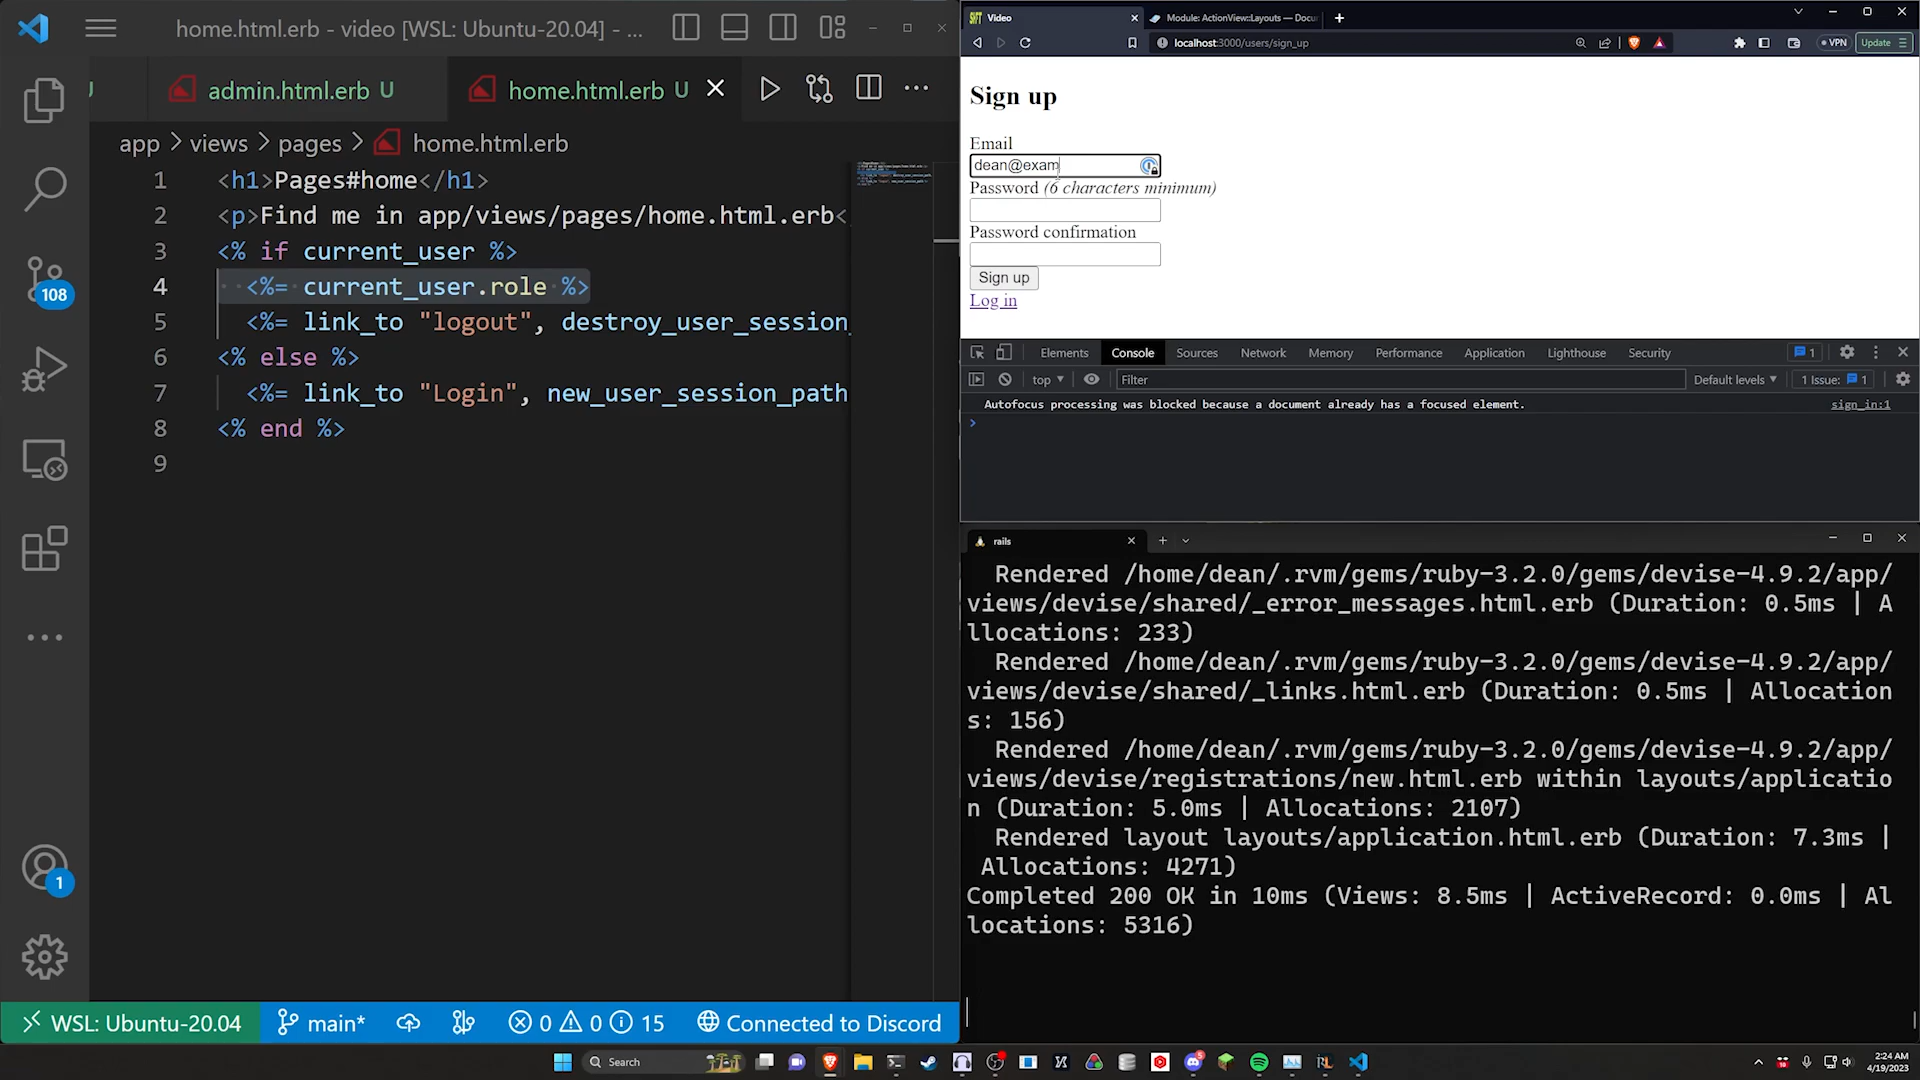 home.html.erb - video [WSL: Ubuntu-20.04] - ...
admin.html.erb U
home.html.erb U
app > views > pages > home.html.erb
1 <h1>Pages#home</h1>
2 <p>Find me in app/views/pages/home.html.erb<
3 <% if current_user %>
4 <%= current_user.role %>
5 <%= link_to "logout", destroy_user_session_
6 <% else %>
7 <%= link_to "Login", new_user_session_path
8 <% end %>
9
108
1
WSL: Ubuntu-20.04
main*
0 0 15
Connected to Discord
Video
Module: ActionView::Layouts — Docu
localhost:3000/users/sign_up
VPN
Update
Sign up
Email
dean@exam
Password (6 characters minimum)
Password confirmation
Sign up
Log in
Elements Console Sources Network Memory Performance Application Lighthouse Security
1
top
Filter
Default levels
1 Issue: 1
Autofocus processing was blocked because a document already has a focused element.
sign_in:1
>
rails
Rendered /home/dean/.rvm/gems/ruby-3.2.0/gems/devise-4.9.2/app/
views/devise/shared/_error_messages.html.erb (Duration: 0.5ms | A
llocations: 233)
Rendered /home/dean/.rvm/gems/ruby-3.2.0/gems/devise-4.9.2/app/
views/devise/shared/_links.html.erb (Duration: 0.5ms | Allocation
s: 156)
Rendered /home/dean/.rvm/gems/ruby-3.2.0/gems/devise-4.9.2/app/
views/devise/registrations/new.html.erb within layouts/applicatio
n (Duration: 5.0ms | Allocations: 2107)
Rendered layout layouts/application.html.erb (Duration: 7.3ms |
Allocations: 4271)
Completed 200 OK in 10ms (Views: 8.5ms | ActiveRecord: 0.0ms | Al
locations: 5316)
Search
2:24 AM
4/19/2023